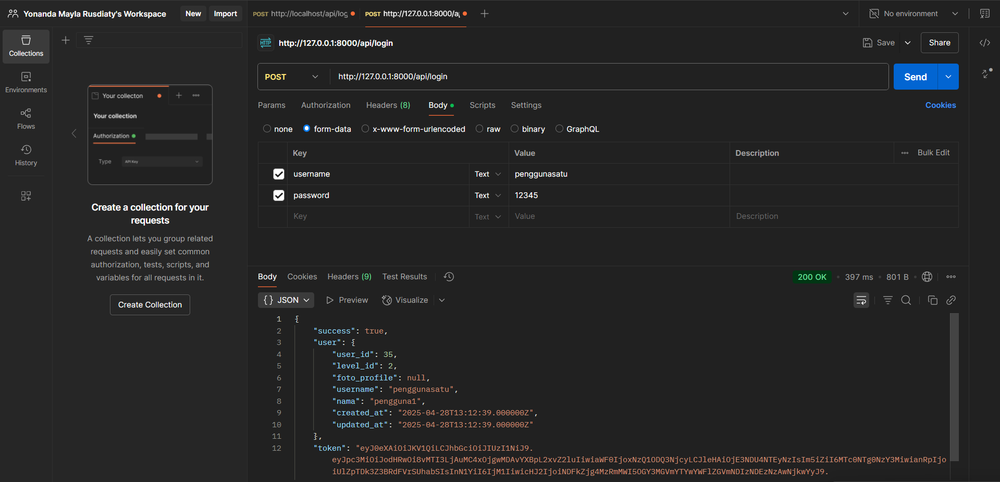 Yonanda Mayla Rusdiaty's Workspace
New
Import
POST http://localhost/api/log
POST http://127.0.0.1:8000/a
No environment
Collections
Environments
Flows
History
Your collecton
Your collection
Authorization
Type
API Key
Create a collection for your
requests
A collection lets you group related
requests and easily set common
authorization, tests, scripts, and
variables for all requests in it.
Create Collection
HTTP
http://127.0.0.1:8000/api/login
Save
Share
POST
http://127.0.0.1:8000/api/login
Send
Params Authorization Headers (8) Body Scripts Settings
Cookies
none form-data x-www-form-urlencoded raw binary GraphQL
Key Value Description Bulk Edit
username Text penggunasatu
password Text 12345
Key Text Value Description
Body Cookies Headers (9) Test Results
200 OK • 397 ms • 801 B
{} JSON Preview Visualize
1 {
2 "success": true,
3 "user": {
4 "user_id": 35,
5 "level_id": 2,
6 "foto_profile": null,
7 "username": "penggunasatu",
8 "nama": "pengguna1",
9 "created_at": "2025-04-28T13:12:39.000000Z",
10 "updated_at": "2025-04-28T13:12:39.000000Z"
11 },
12 "token": "eyJ0eXAiOiJKV1QiLCJhbGciOiJIUzI1NiJ9.
eyJpc3MiOiJodHRwOi8vMTI3LjAuMC4xOjgwMDAvYXBpL2xvZ2luIiwiaWF0IjoxNzQ1ODQ3NjcyLCJleHAiOjE3NDU4NTEyNzIsIm5iZiI6MTc0NTg0NzY3MiwianRpIjo
iUlZpTDk3Z3BRdFVrSUhabSIsInN1YiI6IjM1IiwicHJ2IjoiNDFkZjg4MzRmMWI5OGY3MGVmYTYwYWFlZGVmNDIzNDEzNzAwNjkwYyJ9.